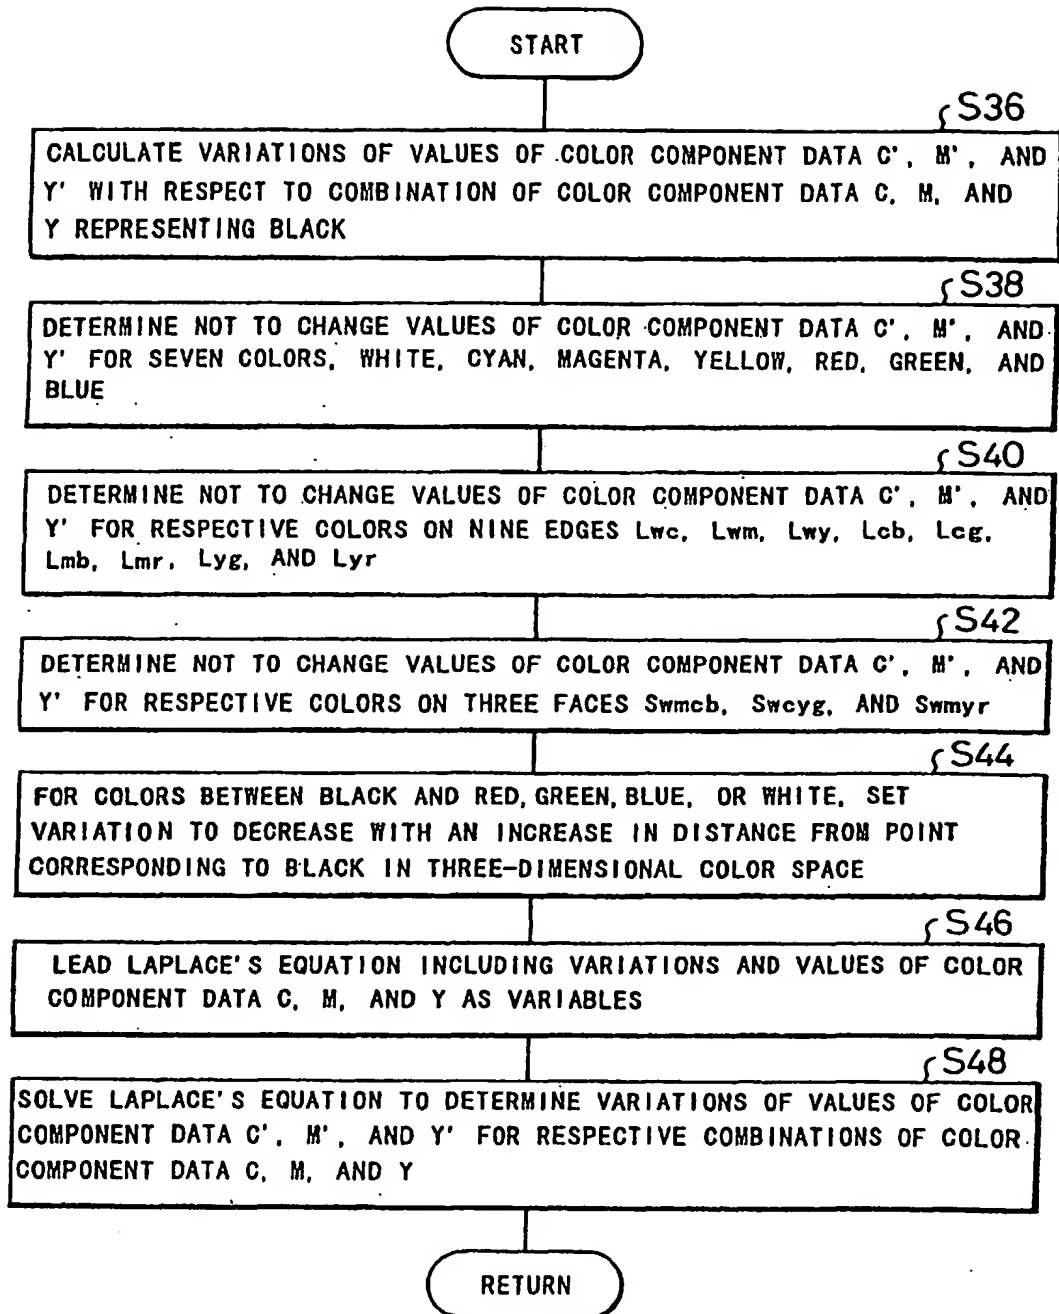 START
S36
CALCULATE VARIATIONS OF VALUES OF COLOR COMPONENT DATA C', M', AND
Y' WITH RESPECT TO COMBINATION OF COLOR COMPONENT DATA C, M, AND
Y REPRESENTING BLACK
S38
DETERMINE NOT TO CHANGE VALUES OF COLOR COMPONENT DATA C', M', AND
Y' FOR SEVEN COLORS, WHITE, CYAN, MAGENTA, YELLOW, RED, GREEN, AND
BLUE
S40
DETERMINE NOT TO CHANGE VALUES OF COLOR COMPONENT DATA C', M', AND
Y' FOR RESPECTIVE COLORS ON NINE EDGES Lwc, Lwm, Lwy, Lcb, Lcg,
Lmb, Lmr, Lyg, AND Lyr
S42
DETERMINE NOT TO CHANGE VALUES OF COLOR COMPONENT DATA C', M', AND
Y' FOR RESPECTIVE COLORS ON THREE FACES Swmcb, Swcyg, AND Swmyr
S44
FOR COLORS BETWEEN BLACK AND RED, GREEN, BLUE, OR WHITE, SET
VARIATION TO DECREASE WITH AN INCREASE IN DISTANCE FROM POINT
CORRESPONDING TO BLACK IN THREE-DIMENSIONAL COLOR SPACE
S46
LEAD LAPLACE'S EQUATION INCLUDING VARIATIONS AND VALUES OF COLOR
COMPONENT DATA C, M, AND Y AS VARIABLES
S48
SOLVE LAPLACE'S EQUATION TO DETERMINE VARIATIONS OF VALUES OF COLOR
COMPONENT DATA C', M', AND Y' FOR RESPECTIVE COMBINATIONS OF COLOR
COMPONENT DATA C, M, AND Y
RETURN